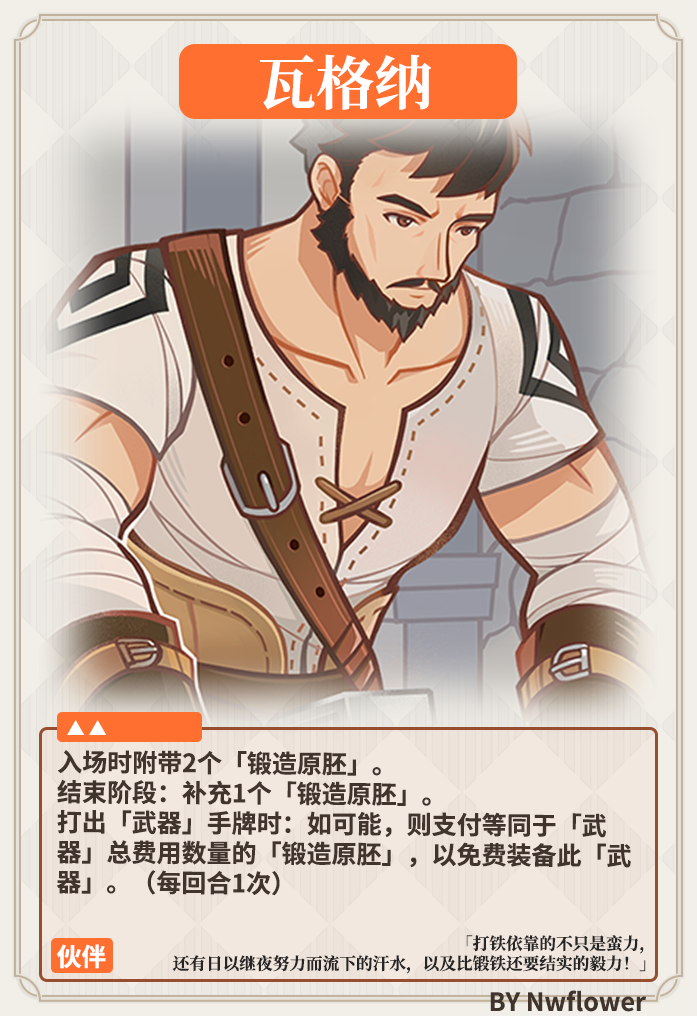 瓦格纳
入场时附带2个「锻造原胚」。
结束阶段：补充1个「锻造原胚」。
打出「武器」手牌时：如可能，则支付等同于「武
器」总费用数量的「锻造原胚」，以免费装备此「武
器」。（每回合1次）
「打铁依靠的不只是蛮力，
还有日以继夜努力而流下的汗水，以及比锻铁还要结实的毅力！」
伙伴
BY Nwflower